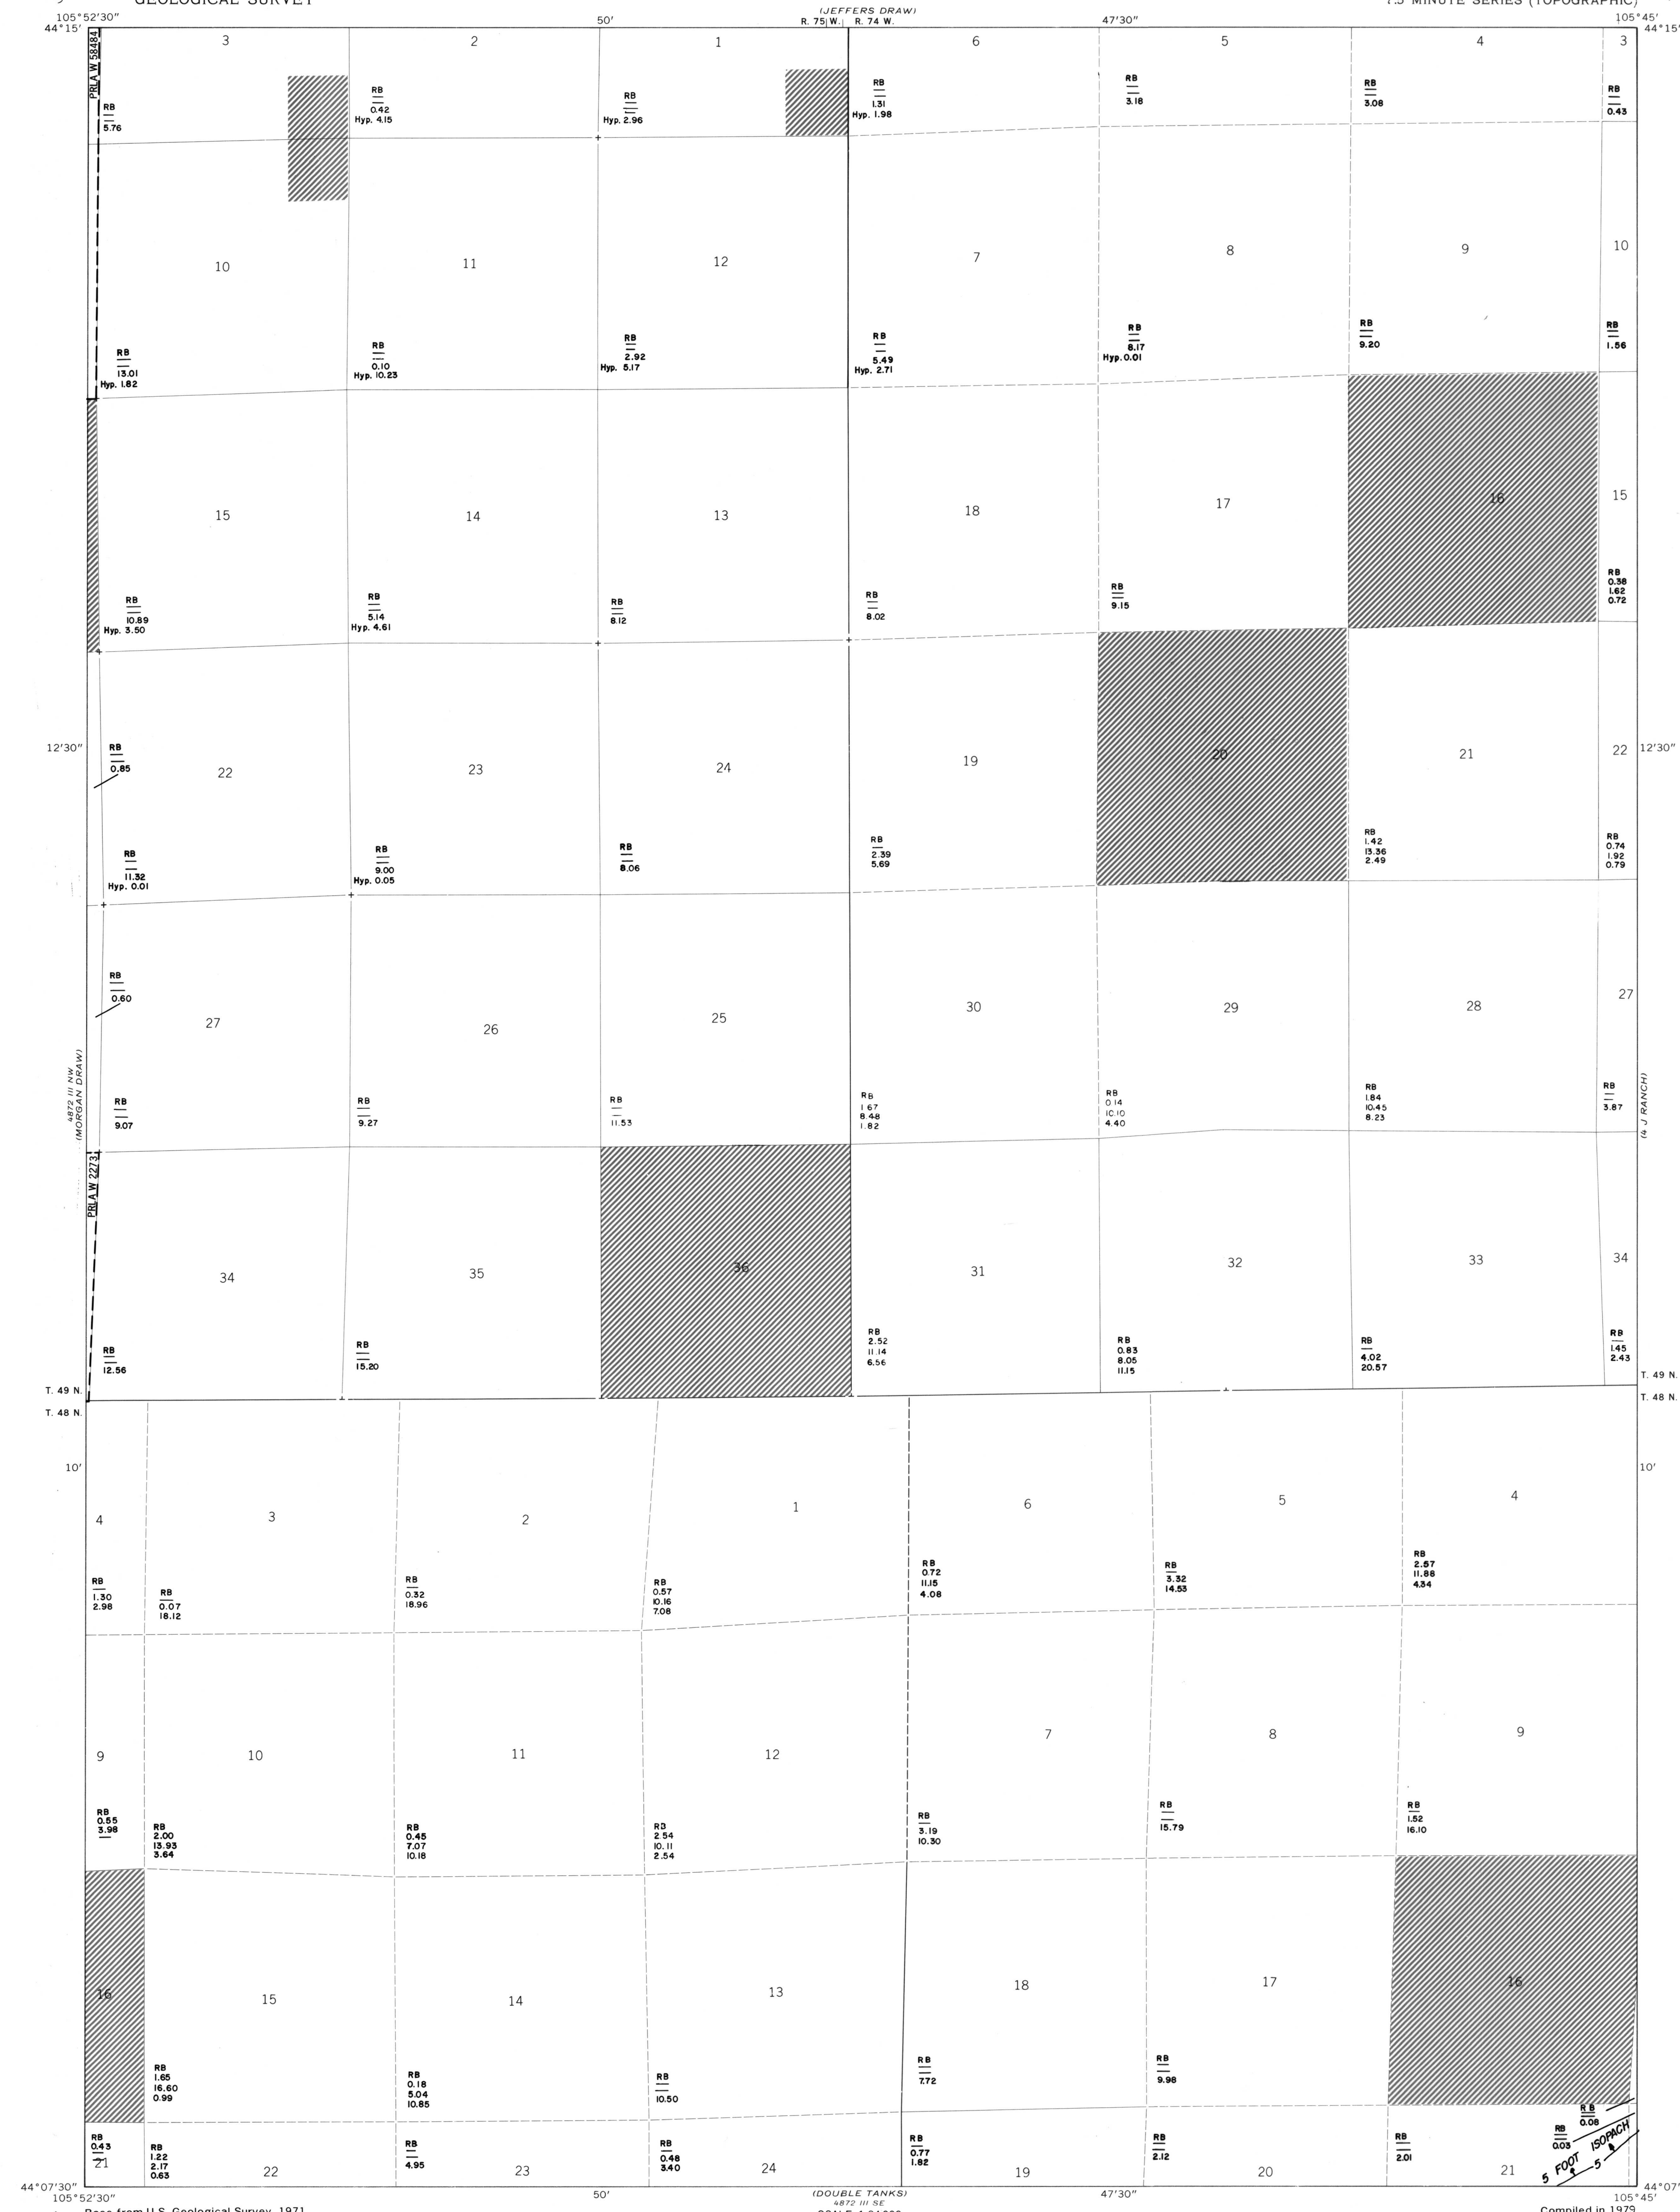 GEOLOGICAL SURVEY
7.5 MINUTE SERIES (TOPOGRAPHIC)
(JEFFERS DRAW)
105°52'30" 50' R. 75 W. R. 74 W. 47'30" 105°45'
44°15' 44°15'
PRLA W 58484
3 2 1 6 5 4 3
RB
5.76
RB
0.42
Hyp. 4.15
RB
Hyp. 2.96
RB
1.31
Hyp. 1.98
RB
3.18
RB
3.08
RB
0.43
10 11 12 7 8 9 10
RB
13.01
Hyp. 1.82
RB
0.10
Hyp. 10.23
RB
2.92
Hyp. 5.17
RB
5.49
Hyp. 2.71
RB
8.17
Hyp. 0.01
RB
9.20
RB
1.56
15 14 13 18 17 16 15
RB
10.89
Hyp. 3.50
RB
5.14
Hyp. 4.61
RB
8.12
RB
8.02
RB
9.15
RB
0.38
1.62
0.72
12'30" 12'30"
RB
0.85
22 23 24 19 20 21 22
RB
11.32
Hyp. 0.01
RB
9.00
Hyp. 0.05
RB
8.06
RB
2.39
5.69
RB
1.42
13.36
2.49
RB
0.74
1.92
0.79
RB
0.60
27 26 25 30 29 28 27
4872 III NW
(MORGAN DRAW)
(4 J RANCH)
RB
9.07
RB
9.27
RB
11.53
RB
1.67
8.48
1.82
RB
0.14
10.10
4.40
RB
1.84
10.45
8.23
RB
3.87
PRLA W 22731
34 35 36 31 32 33 34
RB
12.56
RB
15.20
RB
2.52
11.14
6.56
RB
0.83
8.05
11.15
RB
4.02
20.57
RB
1.45
2.43
T. 49 N. T. 49 N.
T. 48 N. T. 48 N.
10' 10'
4 3 2 1 6 5 4
RB
1.30
2.98
RB
0.07
18.12
RB
0.32
18.96
RB
0.57
10.16
7.08
RB
0.72
11.15
4.08
RB
3.32
14.53
RB
2.57
11.88
4.34
9 10 11 12 7 8 9
RB
0.55
3.98
RB
2.00
13.93
3.64
RB
0.45
7.07
10.18
RB
2.54
10.11
2.54
RB
3.19
10.30
RB
15.79
RB
1.52
16.10
16 15 14 13 18 17 16
RB
1.65
16.60
0.99
RB
0.18
5.04
10.85
RB
10.50
RB
7.72
RB
9.98
RB
0.08
RB
0.43
RB
1.22
2.17
0.63
RB
4.95
RB
0.48
3.40
RB
0.77
1.82
RB
2.12
RB
2.01
RB
0.03
5 FOOT ISOPACH
5
21 22 23 24 19 20 21
44°07'30" 44°07'
105°52'30" 50' (DOUBLE TANKS) 47'30" 105°45'
4872 III SE
Base from U.S. Geological Survey, 1971
Compiled in 1979